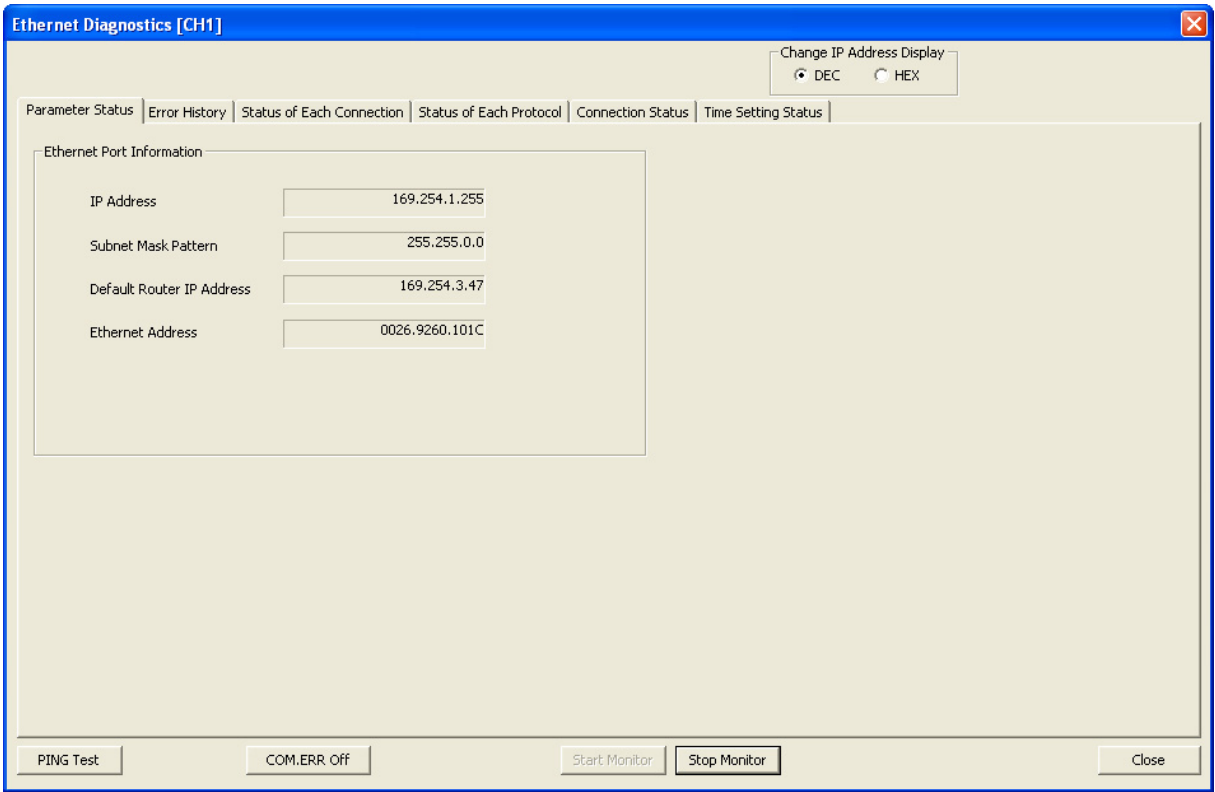 Ethernet Diagnostics [CH1]
Change IP Address Display
DEC HEX
Parameter Status Error History Status of Each Connection Status of Each Protocol Connection Status Time Setting Status
Ethernet Port Information
IP Address 169.254.1.255
Subnet Mask Pattern 255.255.0.0
Default Router IP Address 169.254.3.47
Ethernet Address 0026.9260.101C
PING Test COM.ERR Off Start Monitor Stop Monitor Close